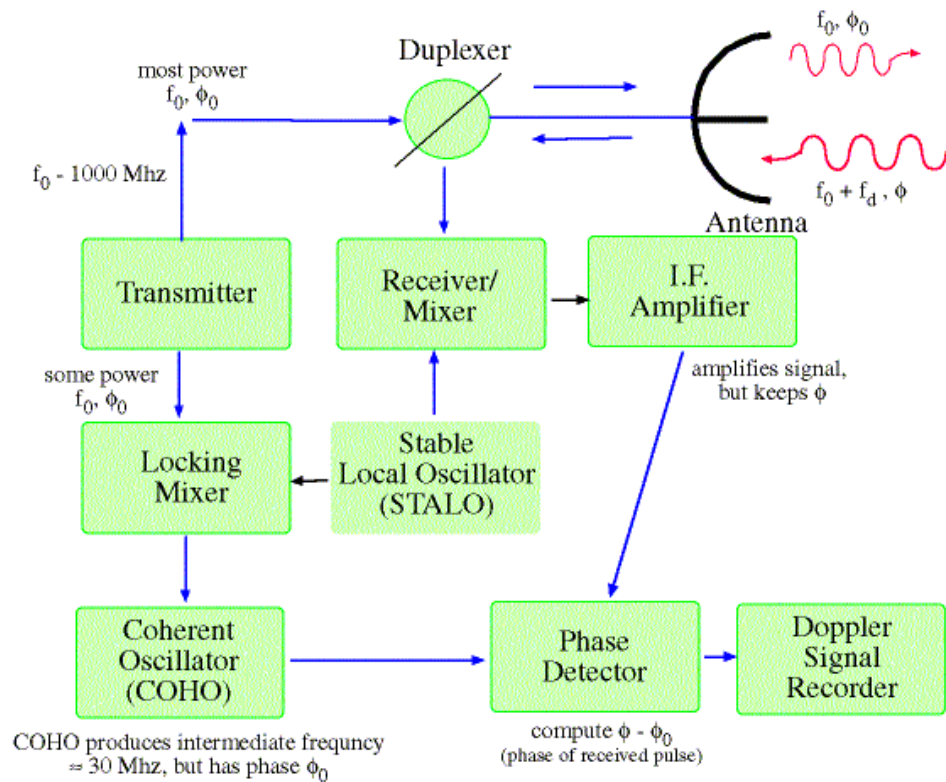 Duplexer
f₀, ϕ₀
most power
f₀, ϕ₀
f₀ - 1000 Mhz
f₀ + f_d , ϕ
Antenna
Transmitter
Receiver/
Mixer
I.F.
Amplifier
some power
f₀, ϕ₀
amplifies signal,
but keeps ϕ
Locking
Mixer
Stable
Local Oscillator
(STALO)
Coherent
Oscillator
(COHO)
Phase
Detector
Doppler
Signal
Recorder
COHO produces intermediate frequncy
≈ 30 Mhz, but has phase ϕ₀
compute ϕ - ϕ₀
(phase of received pulse)